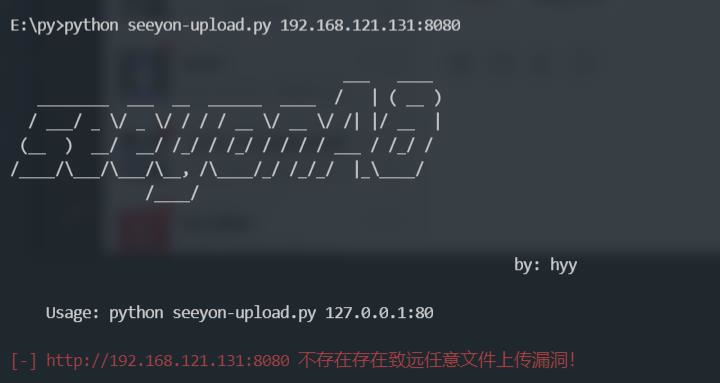 E:\py>python seeyon-upload.py 192.168.121.131:8080
seeyonA8
by: hyy
Usage: python seeyon-upload.py 127.0.0.1:80
[-] http://192.168.121.131:8080 不存在存在致远任意文件上传漏洞!